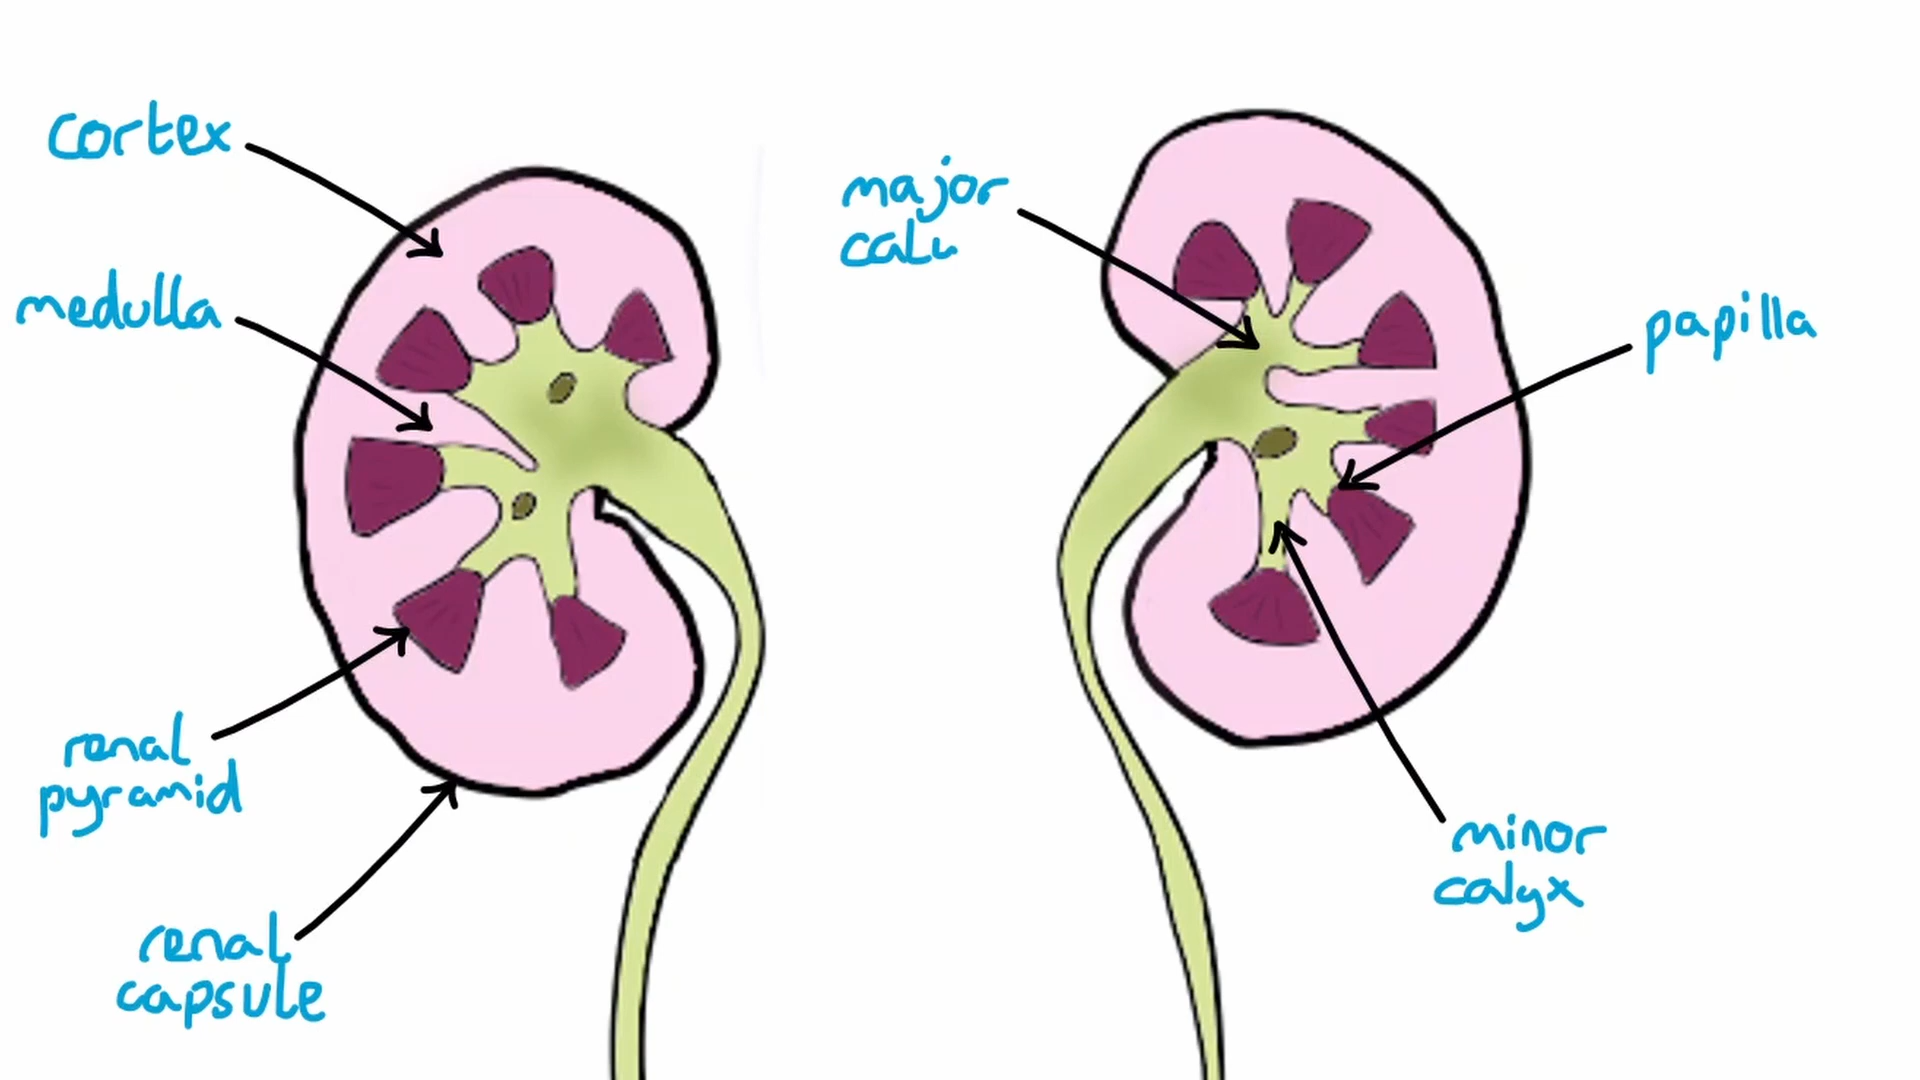 cortex
medulla
renal
pyramid
renal
capsule
major
calu
papilla
minor
calyx